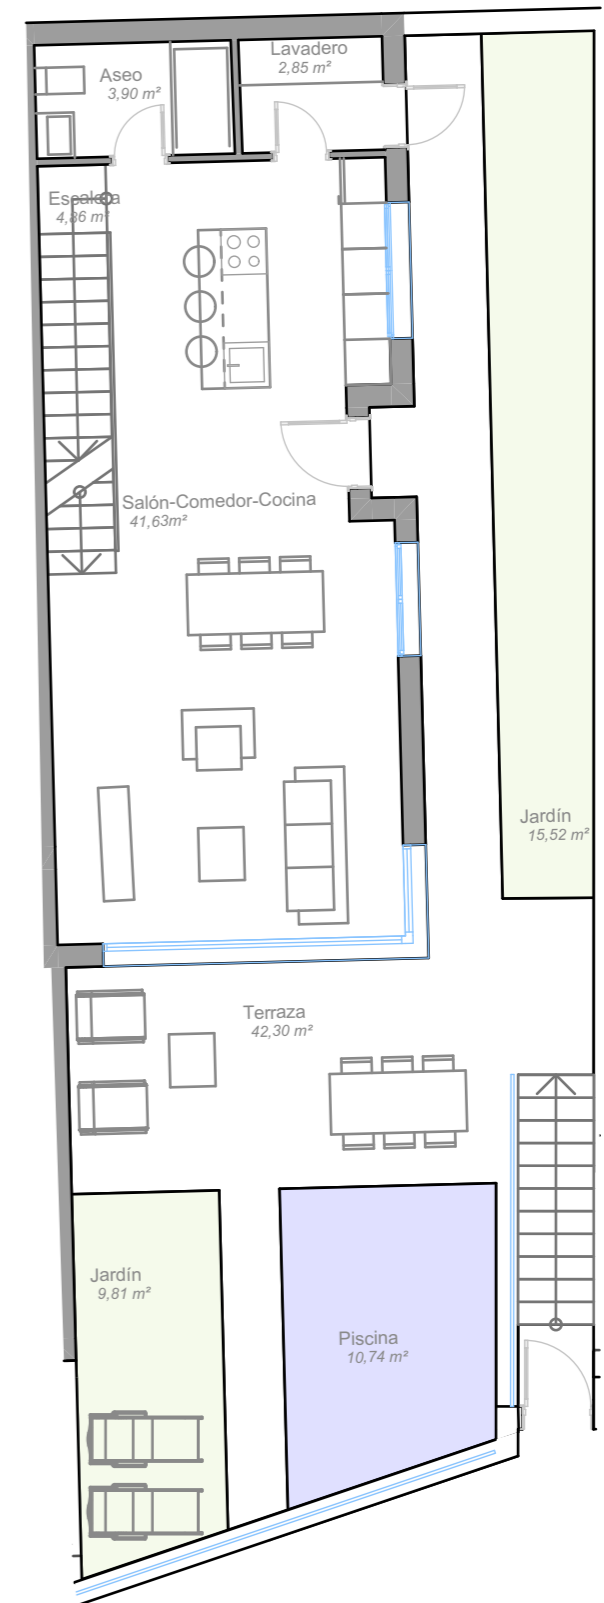 Aseo
3,90 m²
Lavadero
2,85 m²
Escalera
4,86 m²
Salón-Comedor-Cocina
41,63m²
Jardín
15,52 m²
Terraza
42,30 m²
Jardín
9,81 m²
Piscina
10,74 m²